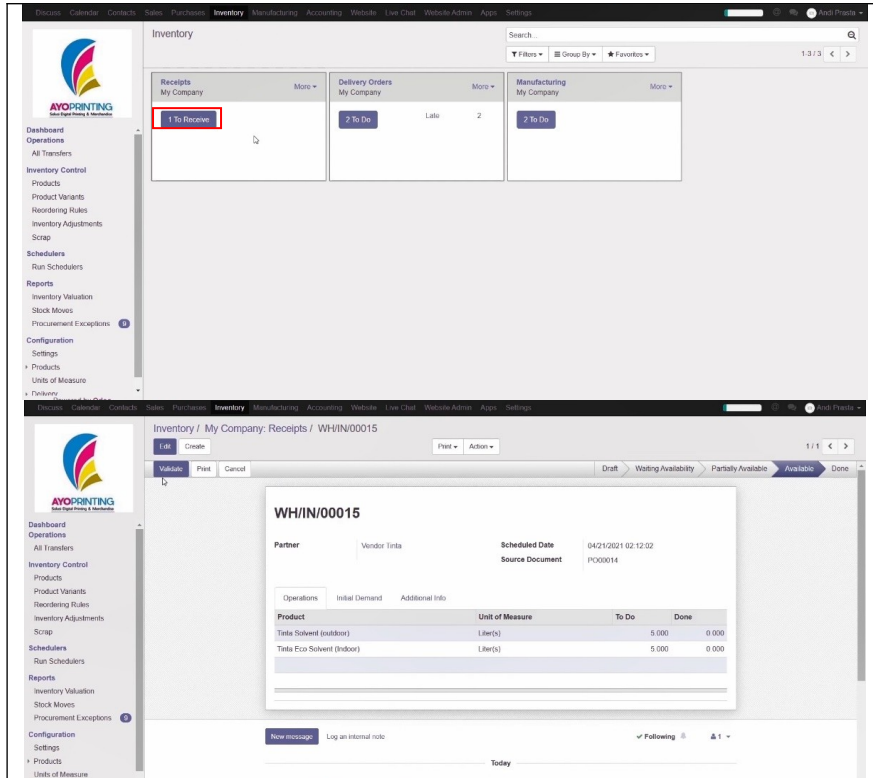 Discuss Calendar Contacts Sales Purchases Inventory Manufacturing Accounting Website Live Chat Website Admin Apps Settings Andi Prasta
AYOPRINTING
Solusi Digital Printing & Merchandise
Dashboard
Operations
All Transfers
Inventory Control
Products
Product Variants
Reordering Rules
Inventory Adjustments
Scrap
Schedulers
Run Schedulers
Reports
Inventory Valuation
Stock Moves
Procurement Exceptions 9
Configuration
Settings
Products
Units of Measure
Delivery
Powered by Odoo
Inventory
Search...
Filters Group By Favorites
1-3 / 3
Receipts More
My Company
1 To Receive
Delivery Orders More
My Company
2 To Do Late 2
Manufacturing More
My Company
2 To Do
Discuss Calendar Contacts Sales Purchases Inventory Manufacturing Accounting Website Live Chat Website Admin Apps Settings Andi Prasta
AYOPRINTING
Solusi Digital Printing & Merchandise
Dashboard
Operations
All Transfers
Inventory Control
Products
Product Variants
Reordering Rules
Inventory Adjustments
Scrap
Schedulers
Run Schedulers
Reports
Inventory Valuation
Stock Moves
Procurement Exceptions 9
Configuration
Settings
Products
Units of Measure
Inventory / My Company: Receipts / WH/IN/00015
Edit Create Print Action 1 / 1
Validate Print Cancel Draft Waiting Availability Partially Available Available Done
WH/IN/00015
Partner Vendor Tinta Scheduled Date 04/21/2021 02:12:02
Source Document PO00014
Operations Initial Demand Additional Info
Product Unit of Measure To Do Done
Tinta Solvent (outdoor) Liter(s) 5.000 0.000
Tinta Eco Solvent (Indoor) Liter(s) 5.000 0.000
New message Log an internal note Following 1
Today